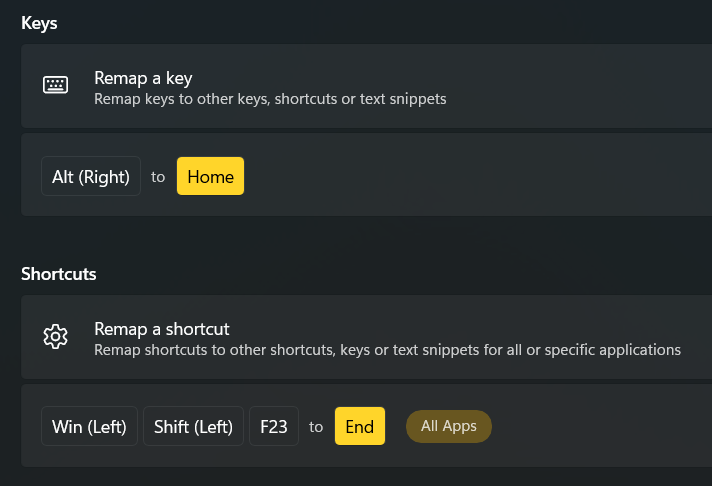 Keys
Remap a key
Remap keys to other keys, shortcuts or text snippets
Alt (Right) to Home
Shortcuts
Remap a shortcut
Remap shortcuts to other shortcuts, keys or text snippets for all or specific applications
Win (Left) Shift (Left) F23 to End All Apps